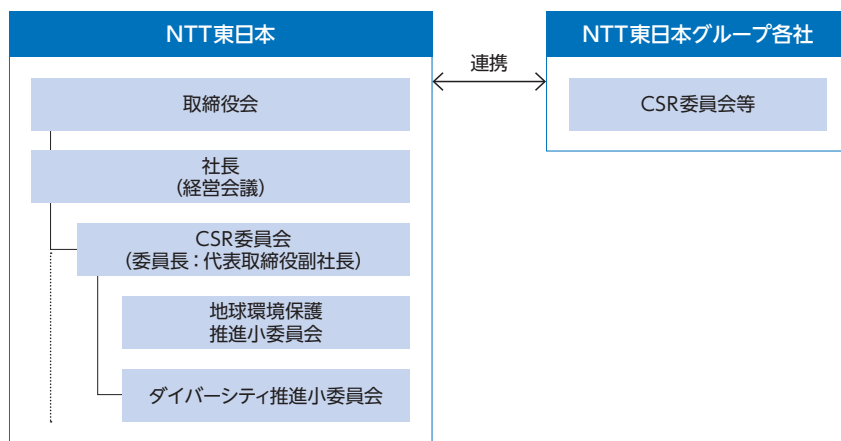 NTT東日本
NTT東日本グループ各社
連携
取締役会
CSR委員会等
社長
(経営会議)
CSR委員会
(委員長:代表取締役副社長)
地球環境保護
推進小委員会
ダイバーシティ推進小委員会